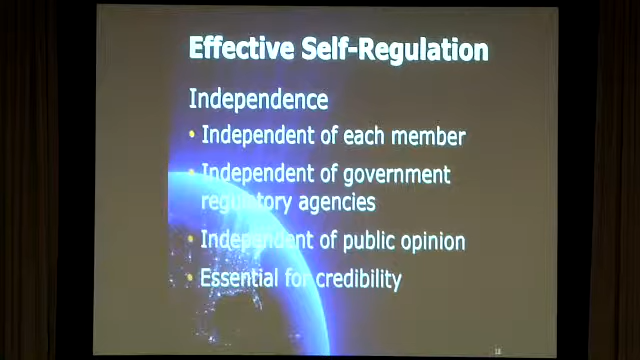 Effective Self-Regulation
Independence
• Independent of each member
• Independent of government
regulatory agencies
• Independent of public opinion
• Essential for credibility
18